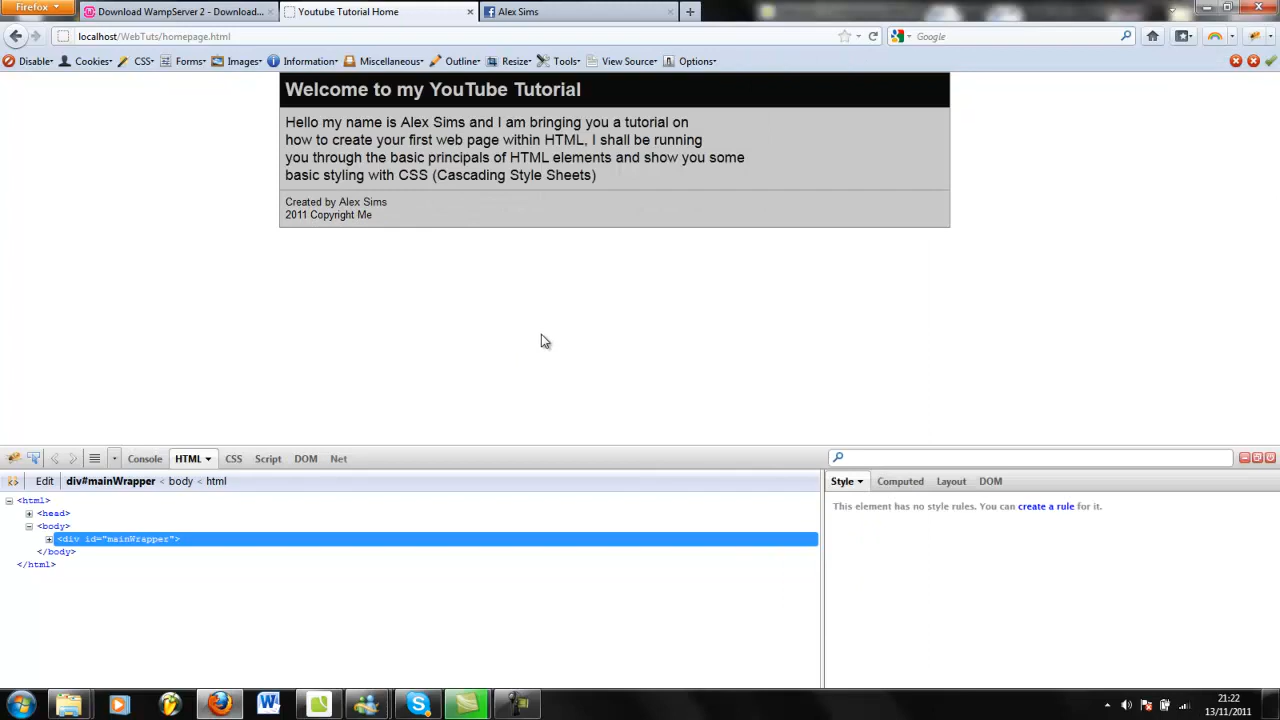 Firefox
Download WampServer 2 - Download...
Youtube Tutorial Home
Alex Sims
localhost/WebTuts/homepage.html
Google
Disable
Cookies
CSS
Forms
Images
Information
Miscellaneous
Outline
Resize
Tools
View Source
Options
Welcome to my YouTube Tutorial
Hello my name is Alex Sims and I am bringing you a tutorial on
how to create your first web page within HTML, I shall be running
you through the basic principals of HTML elements and show you some
basic styling with CSS (Cascading Style Sheets)
Created by Alex Sims
2011 Copyright Me
Console
HTML
CSS
Script
DOM
Net
Edit
div#mainWrapper < body < html
Style
Computed
Layout
DOM
<html>
<head>
<body>
<div id="mainWrapper">
</body>
</html>
This element has no style rules. You can create a rule for it.
21:22
13/11/2011